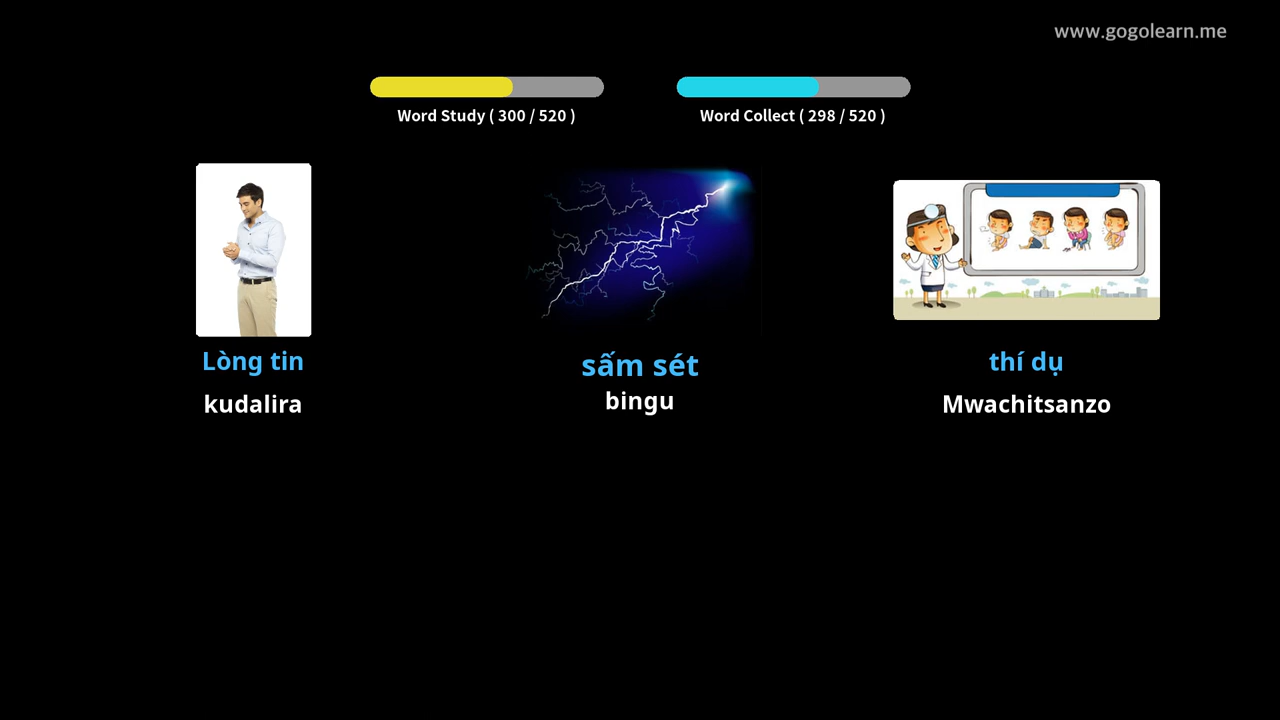 www.gogolearn.me
Word Study ( 300 / 520 )
Word Collect ( 298 / 520 )
Lòng tin
sấm sét
thí dụ
kudalira
bingu
Mwachitsanzo